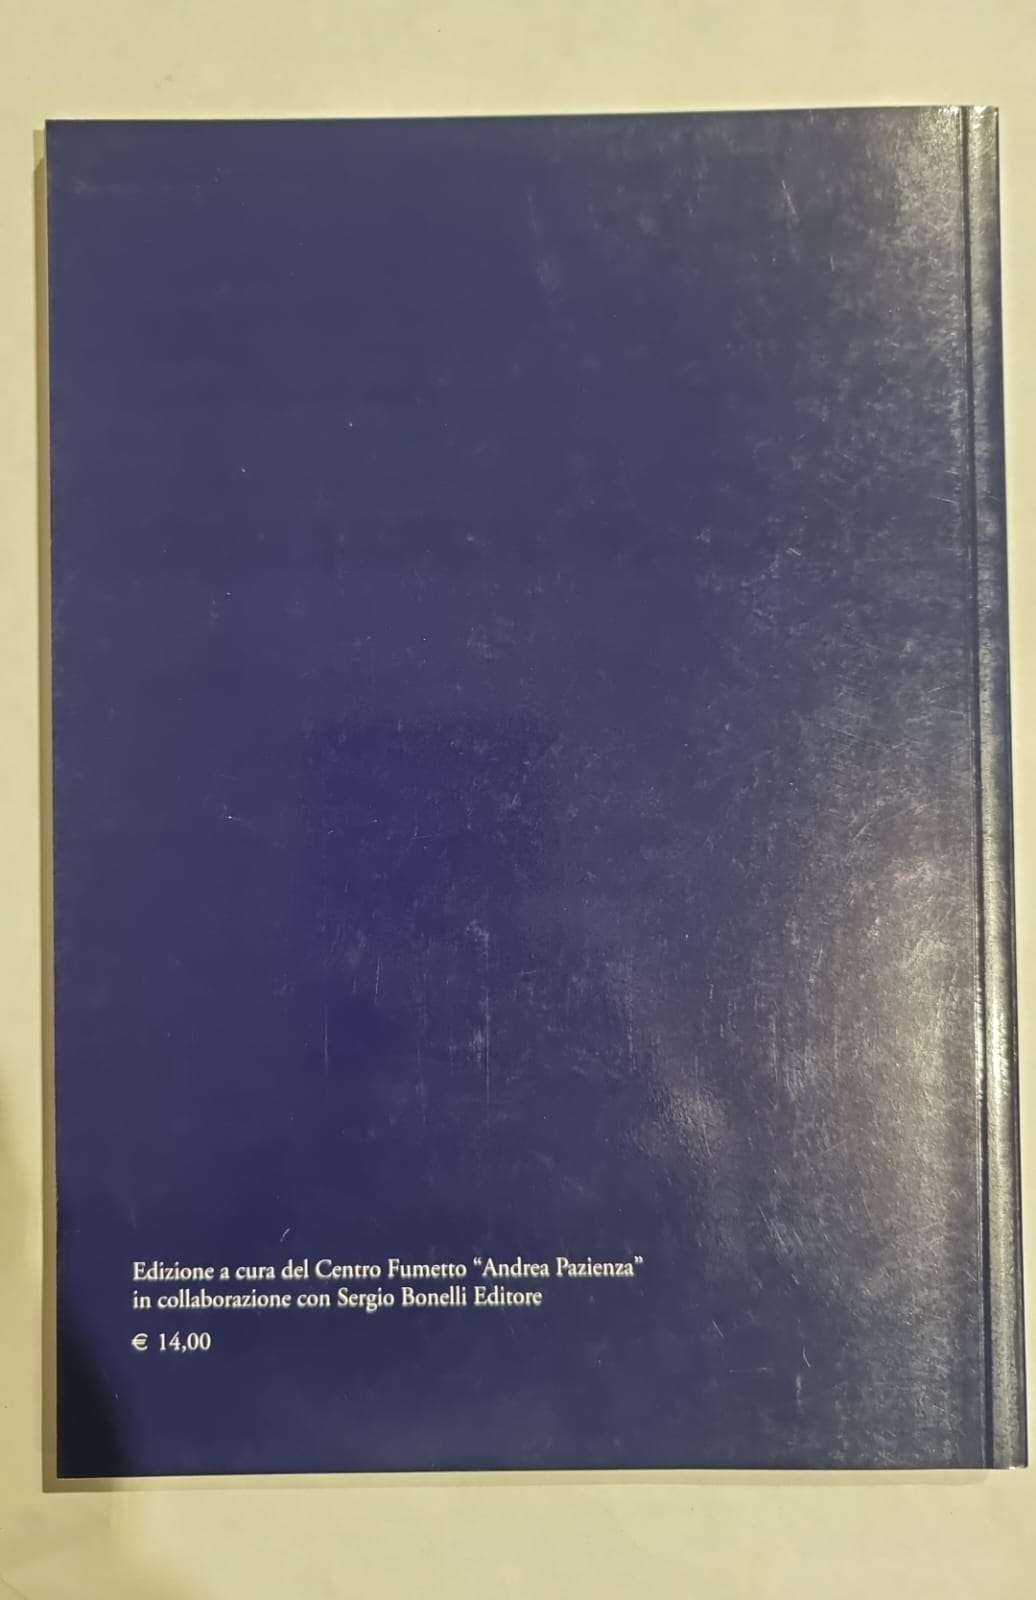 Edizione a cura del Centro Fumetto “Andrea Pazienza”
in collaborazione con Sergio Bonelli Editore
€ 14,00